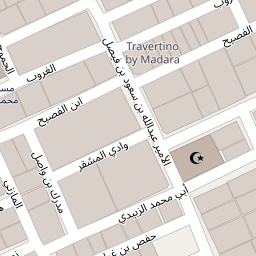 الفصيح
Travertino
by Madara
الغروب
ابن الفصيح
الأمير عبدالله بن سعود بن فيصل
وادي المشقر
مدرك بن واصل
المازني
أبي محمد الزبيدي
حفص بن